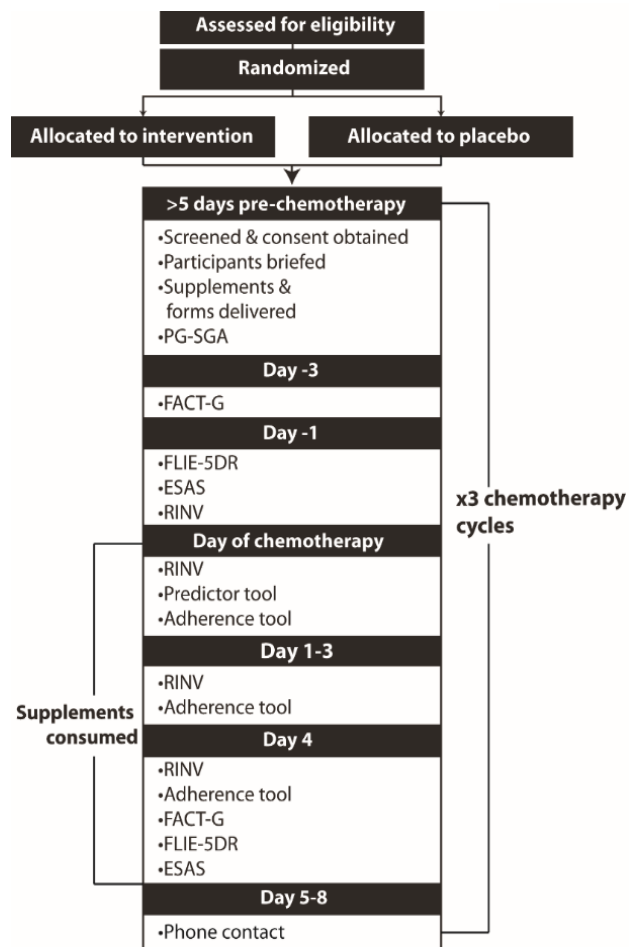 Assessed for eligibility
Randomized
Allocated to intervention
Allocated to placebo
>5 days pre-chemotherapy
•Screened & consent obtained
•Participants briefed
•Supplements &
forms delivered
•PG-SGA
Day -3
•FACT-G
Day -1
•FLIE-5DR
•ESAS
•RINV
Day of chemotherapy
•RINV
•Predictor tool
•Adherence tool
Day 1-3
•RINV
•Adherence tool
Day 4
•RINV
•Adherence tool
•FACT-G
•FLIE-5DR
•ESAS
Day 5-8
•Phone contact
Supplements
consumed
x3 chemotherapy
cycles